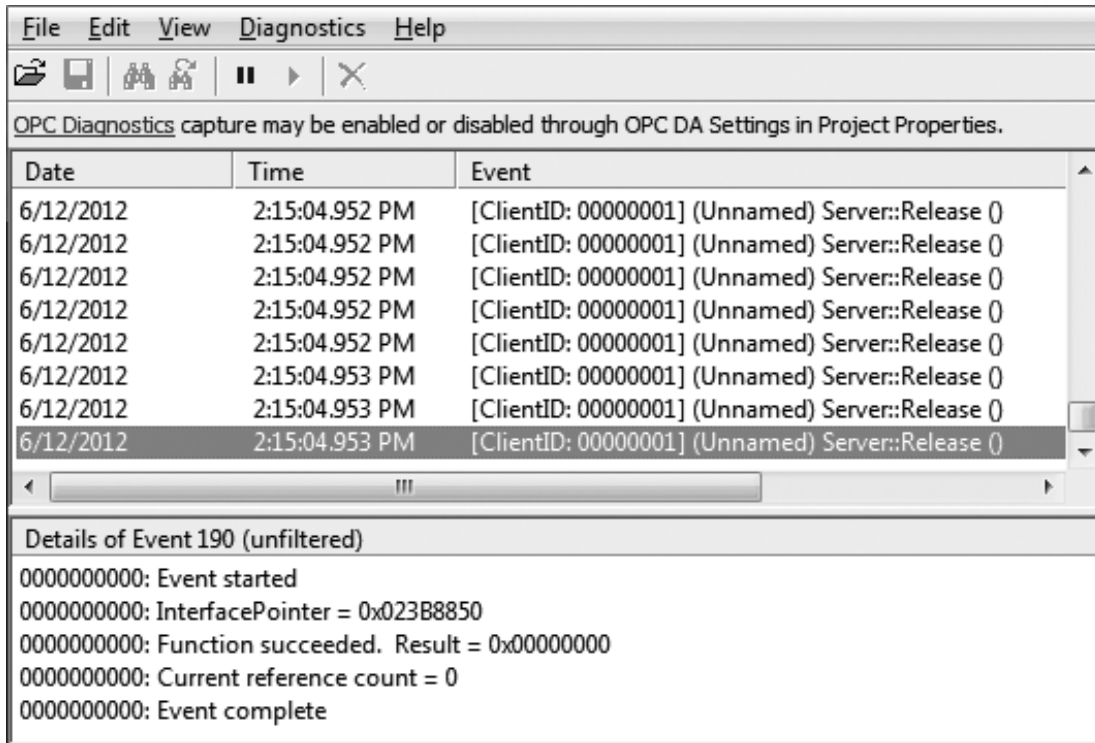 File Edit View Diagnostics Help
OPC Diagnostics capture may be enabled or disabled through OPC DA Settings in Project Properties.
Date Time Event
6/12/2012 2:15:04.952 PM [ClientID: 00000001] (Unnamed) Server::Release ()
6/12/2012 2:15:04.952 PM [ClientID: 00000001] (Unnamed) Server::Release ()
6/12/2012 2:15:04.952 PM [ClientID: 00000001] (Unnamed) Server::Release ()
6/12/2012 2:15:04.952 PM [ClientID: 00000001] (Unnamed) Server::Release ()
6/12/2012 2:15:04.952 PM [ClientID: 00000001] (Unnamed) Server::Release ()
6/12/2012 2:15:04.953 PM [ClientID: 00000001] (Unnamed) Server::Release ()
6/12/2012 2:15:04.953 PM [ClientID: 00000001] (Unnamed) Server::Release ()
6/12/2012 2:15:04.953 PM [ClientID: 00000001] (Unnamed) Server::Release ()
Details of Event 190 (unfiltered)
0000000000: Event started
0000000000: InterfacePointer = 0x023B8850
0000000000: Function succeeded.  Result = 0x00000000
0000000000: Current reference count = 0
0000000000: Event complete